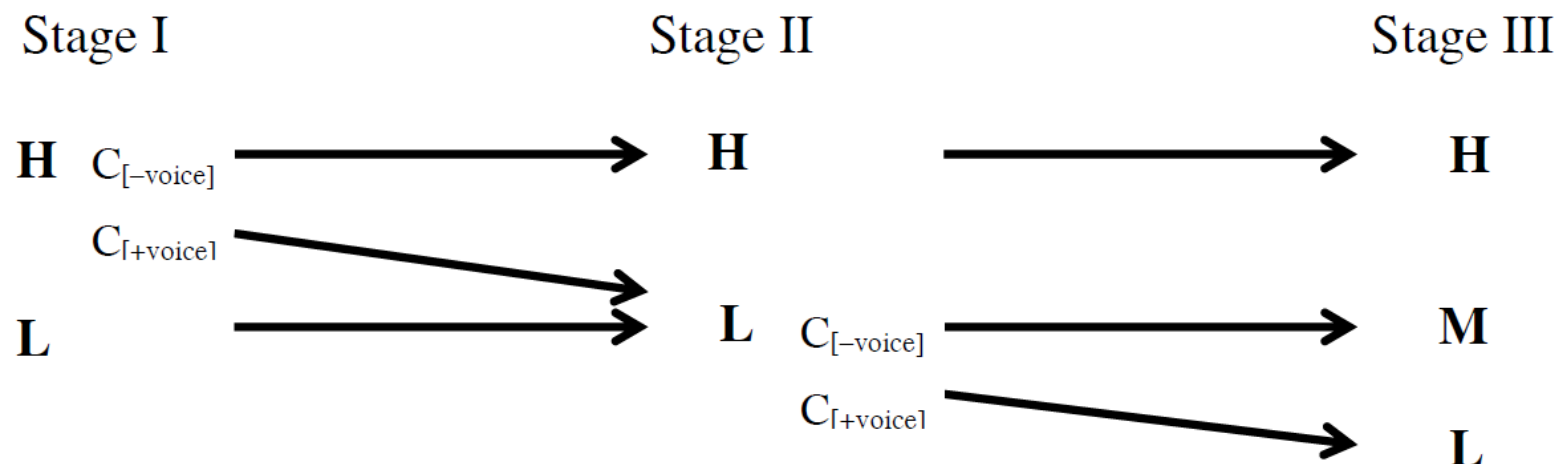 Stage I Stage II Stage III
H C[−voice] H H
C[+voice]
L L C[−voice] M
C[+voice]
L